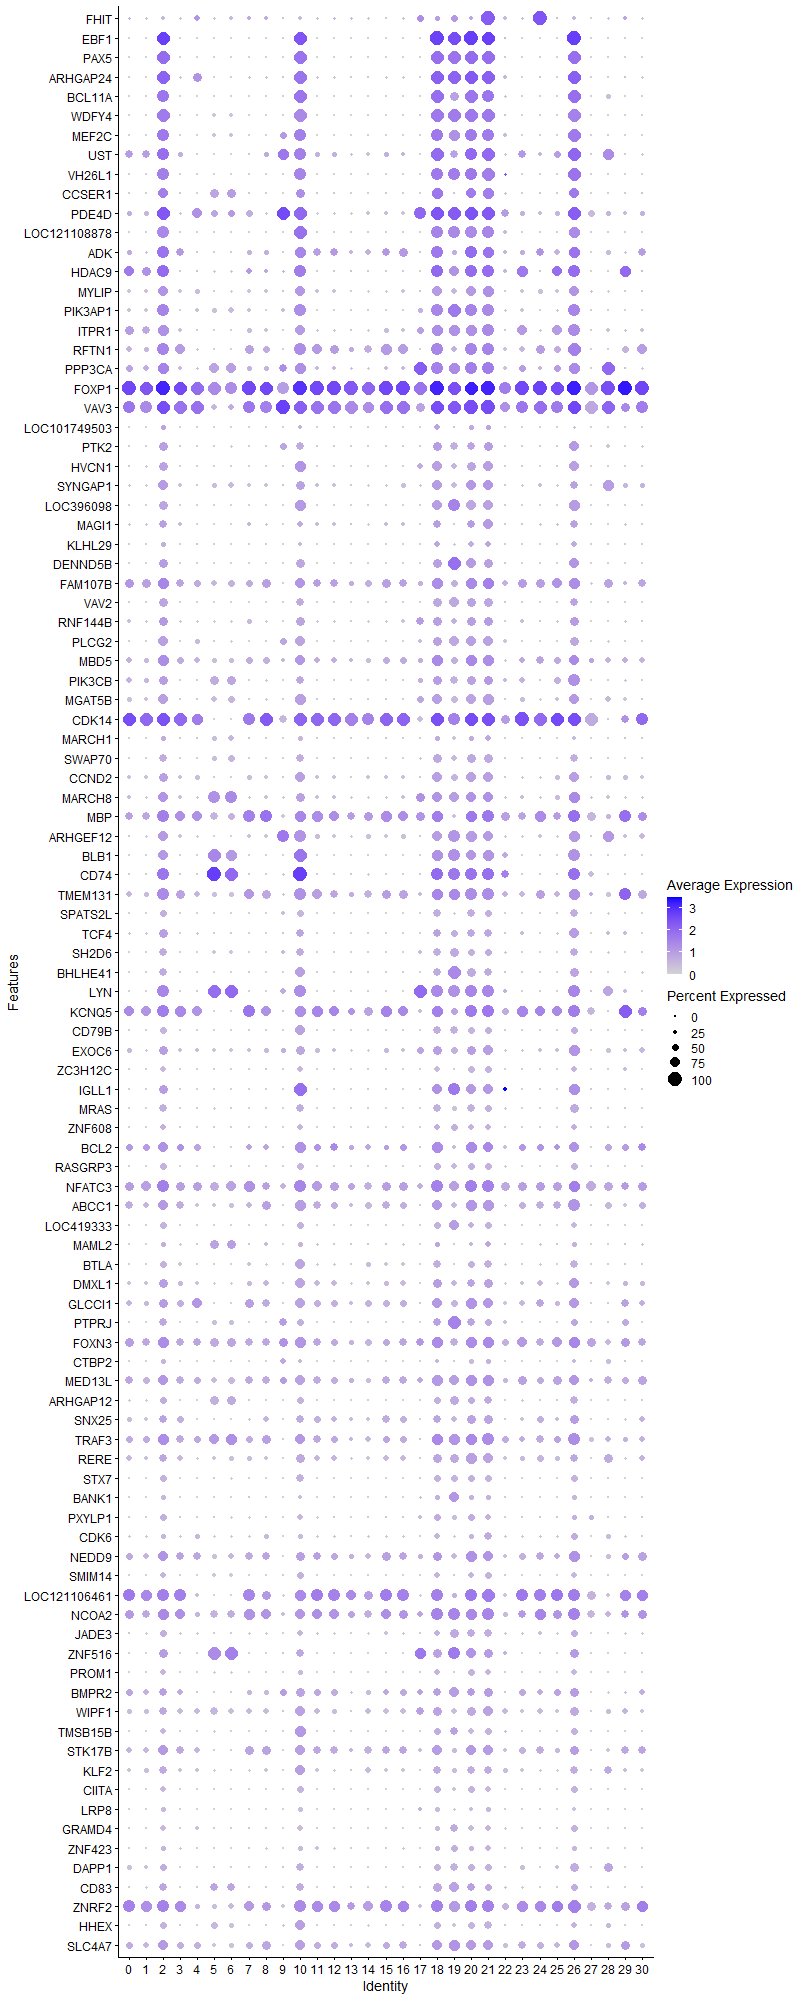 FHIT
EBF1
PAX5
ARHGAP24
BCL11A
WDFY4
MEF2C
UST
VH26L1
CCSER1
PDE4D
LOC121108878
ADK
HDAC9
MYLIP
PIK3AP1
ITPR1
RFTN1
PPP3CA
FOXP1
VAV3
LOC101749503
PTK2
HVCN1
SYNGAP1
LOC396098
MAGI1
KLHL29
DENND5B
FAM107B
VAV2
RNF144B
PLCG2
MBD5
PIK3CB
MGAT5B
CDK14
MARCH1
SWAP70
CCND2
MARCH8
MBP
ARHGEF12
BLB1
CD74
TMEM131
SPATS2L
TCF4
SH2D6
BHLHE41
LYN
KCNQ5
CD79B
EXOC6
ZC3H12C
IGLL1
MRAS
ZNF608
BCL2
RASGRP3
NFATC3
ABCC1
LOC419333
MAML2
BTLA
DMXL1
GLCCI1
PTPRJ
FOXN3
CTBP2
MED13L
ARHGAP12
SNX25
TRAF3
RERE
STX7
BANK1
PXYLP1
CDK6
NEDD9
SMIM14
LOC121106461
NCOA2
JADE3
ZNF516
PROM1
BMPR2
WIPF1
TMSB15B
STK17B
KLF2
CIITA
LRP8
GRAMD4
ZNF423
DAPP1
CD83
ZNRF2
HHEX
SLC4A7
Features
0 1 2 3 4 5 6 7 8 9 10 11 12 13 14 15 16 17 18 19 20 21 22 23 24 25 26 27 28 29 30
Identity
Average Expression
3
2
1
0
Percent Expressed
0
25
50
75
100